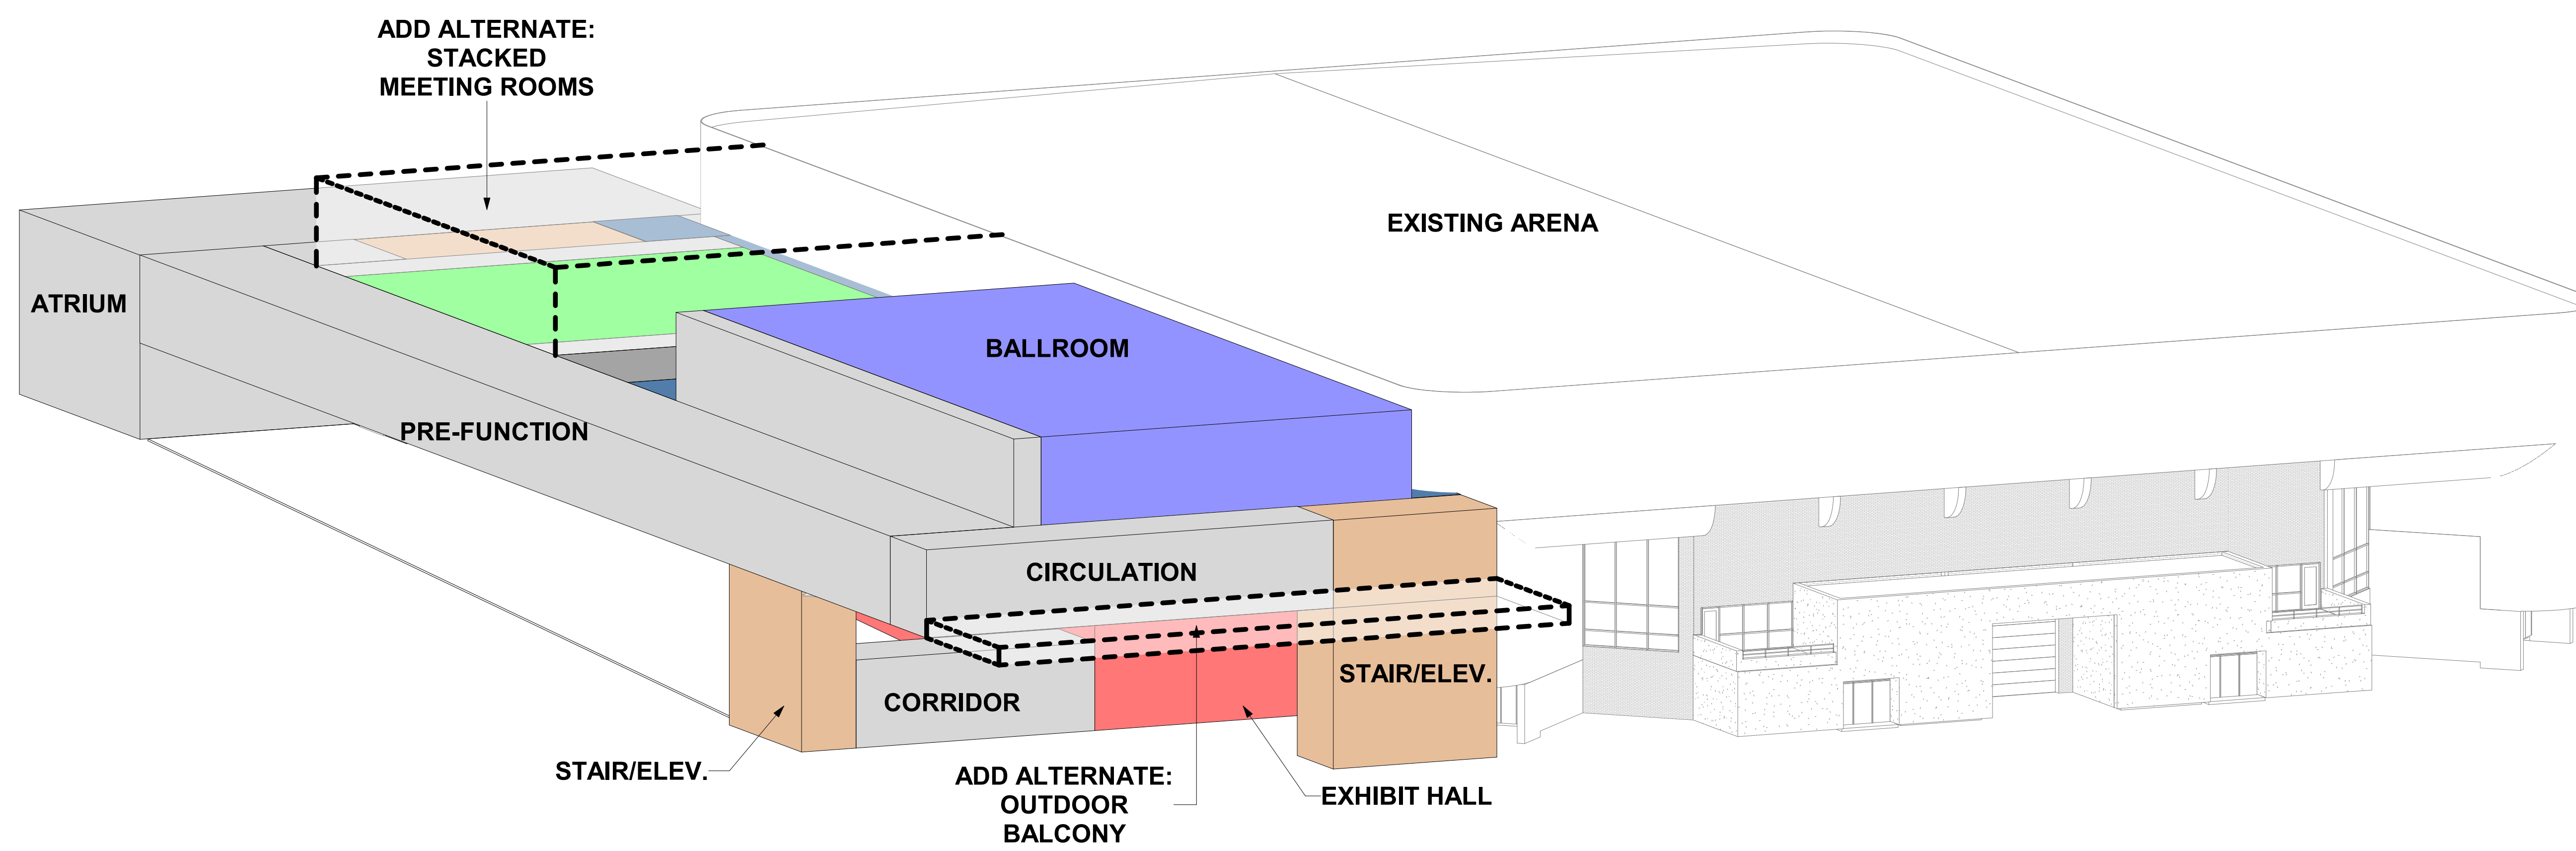 ADD ALTERNATE:
STACKED
MEETING ROOMS
EXISTING ARENA
ATRIUM
BALLROOM
PRE-FUNCTION
CIRCULATION
STAIR/ELEV.
CORRIDOR
STAIR/ELEV.
ADD ALTERNATE:
OUTDOOR
BALCONY
EXHIBIT HALL